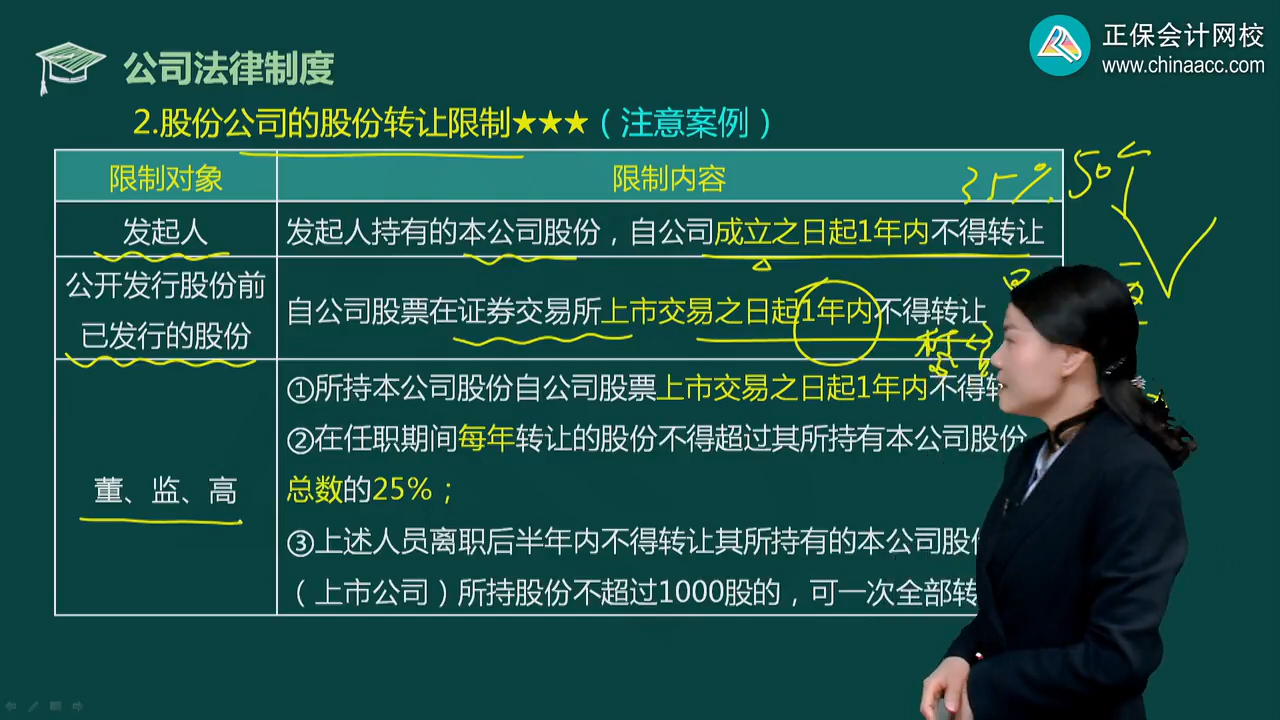 正保会计网校
www.chinaacc.com
公司法律制度
2.股份公司的股份转让限制★★★（注意案例）
限制对象
限制内容
35%
50
发起人
发起人持有的本公司股份，自公司成立之日起1年内不得转让
公开发行股份前
已发行的股份
自公司股票在证券交易所上市交易之日起1年内不得转让
董、监、高
①所持本公司股份自公司股票上市交易之日起1年内不得转
②在任职期间每年转让的股份不得超过其所持有本公司股份
总数的25%；
③上述人员离职后半年内不得转让其所持有的本公司股份
（上市公司）所持股份不超过1000股的，可一次全部转